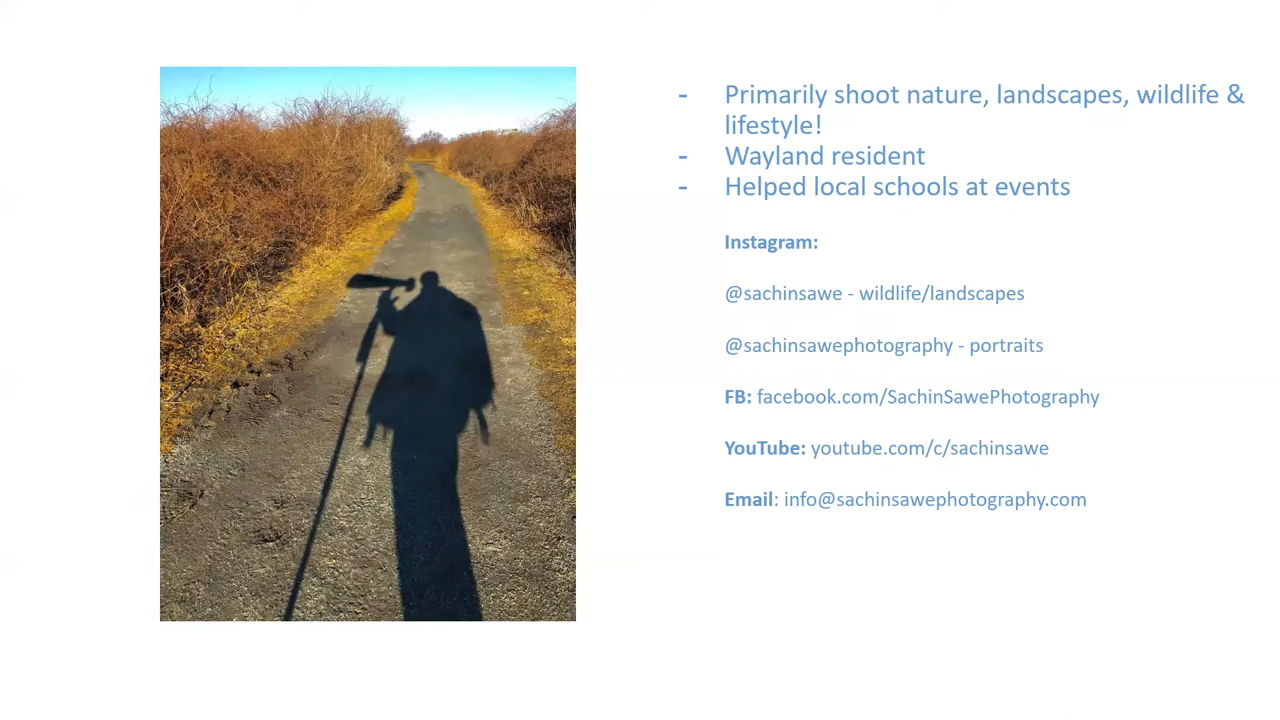 - Primarily shoot nature, landscapes, wildlife &
lifestyle!
- Wayland resident
- Helped local schools at events
Instagram:
@sachinsawe - wildlife/landscapes
@sachinsawephotography - portraits
FB: facebook.com/SachinSawePhotography
YouTube: youtube.com/c/sachinsawe
Email: info@sachinsawephotography.com